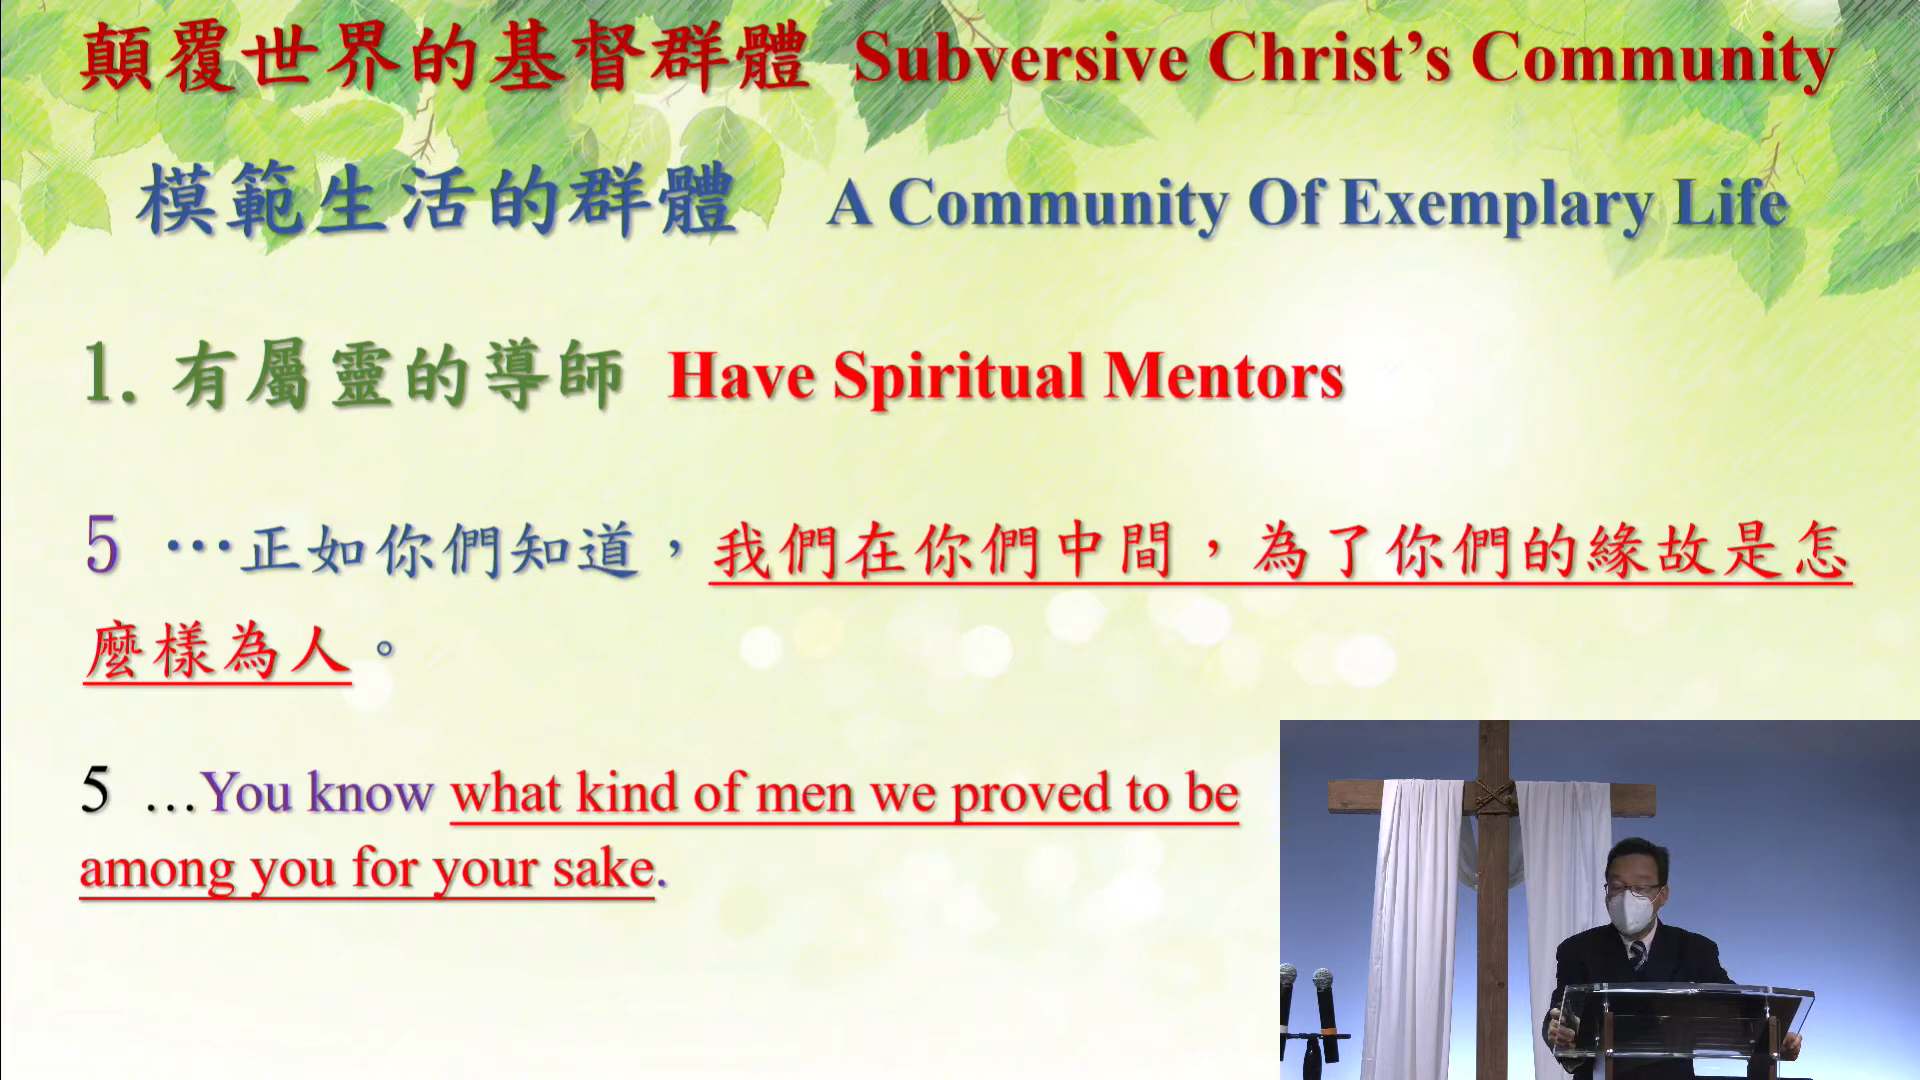 顛覆世界的基督群體 Subversive Christ’s Community
模範生活的群體 A Community Of Exemplary Life
1. 有屬靈的導師 Have Spiritual Mentors
5 …正如你們知道，我們在你們中間，為了你們的緣故是怎
麼樣為人。
5 …You know what kind of men we proved to be
among you for your sake.